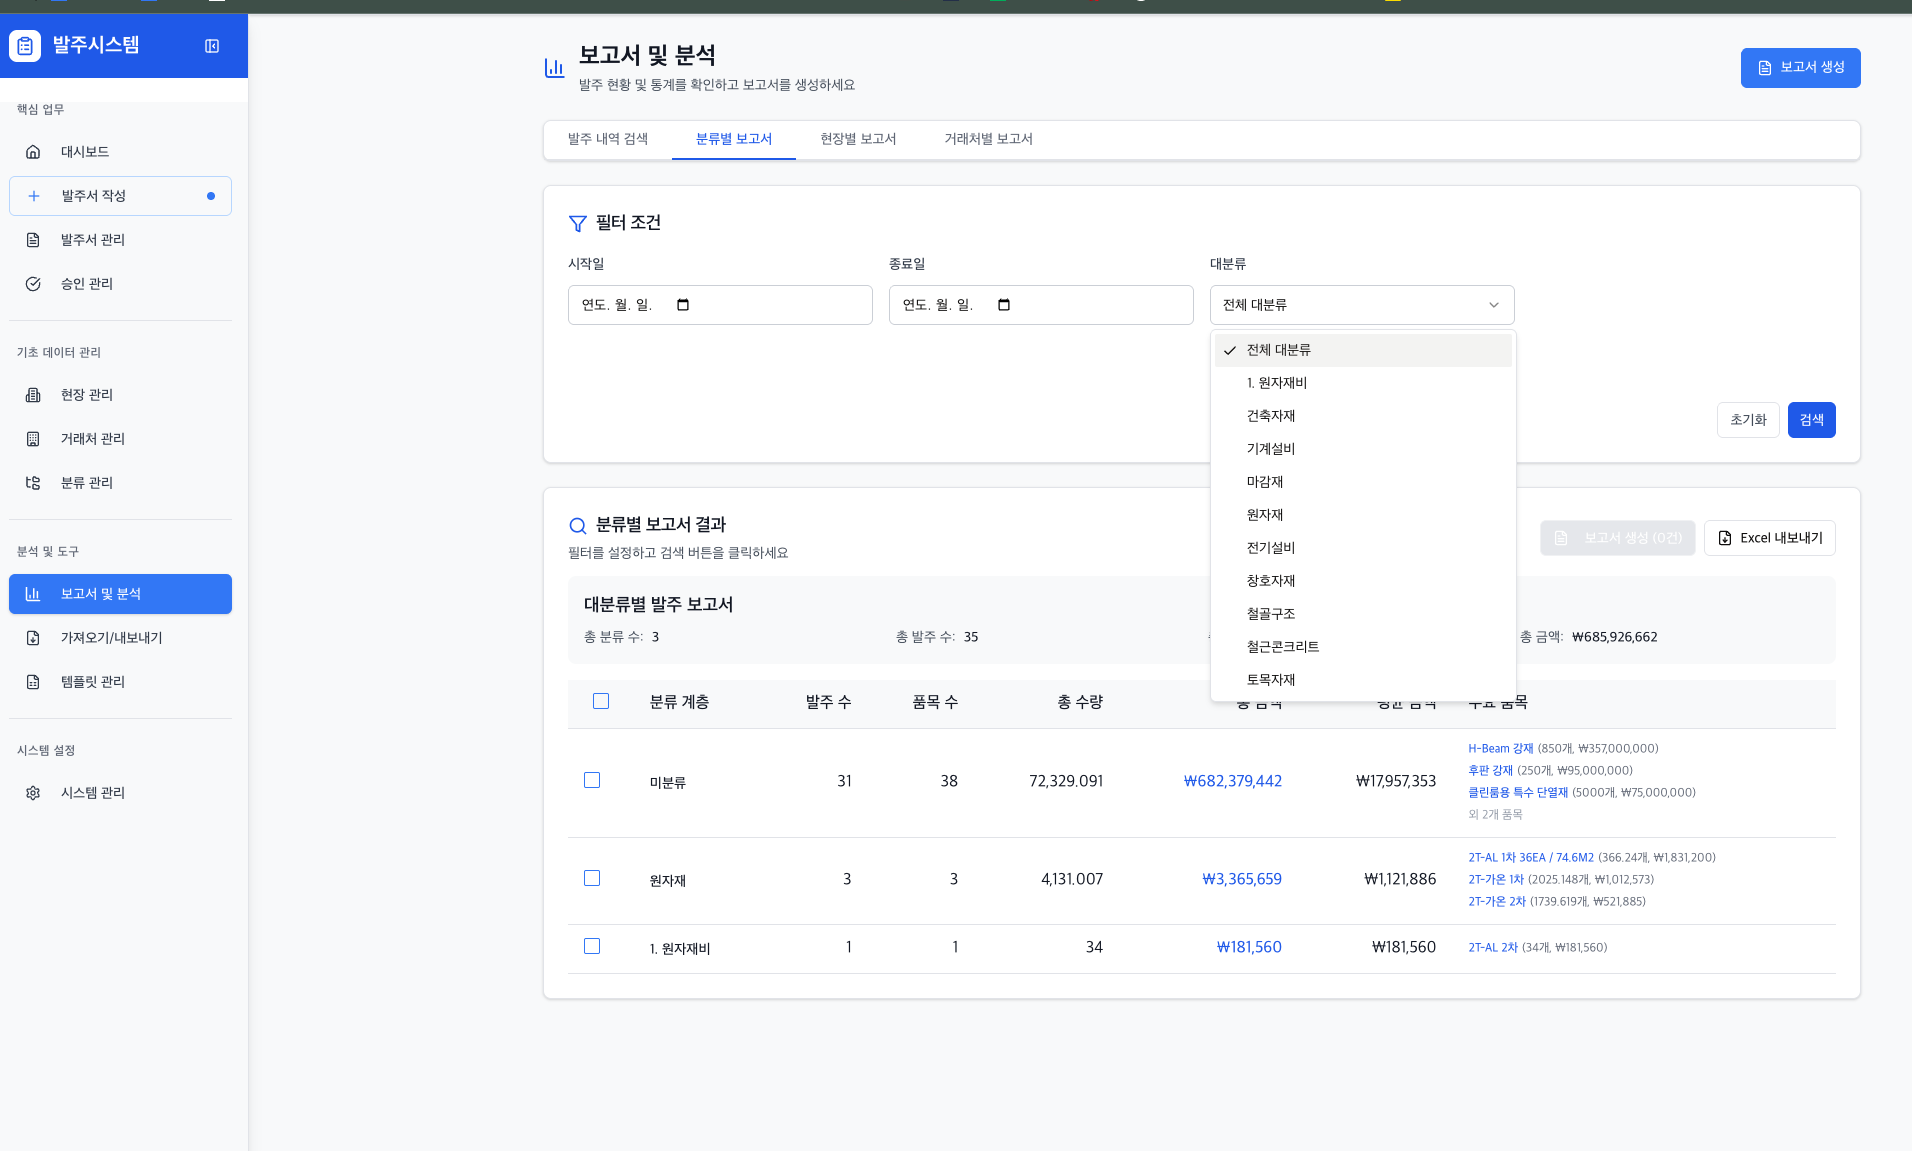 발주시스템
핵심 업무
대시보드
발주서 작성
발주서 관리
승인 관리
기초 데이터 관리
현장 관리
거래처 관리
분류 관리
분석 및 도구
보고서 및 분석
가져오기/내보내기
템플릿 관리
시스템 설정
시스템 관리
보고서 및 분석
발주 현황 및 통계를 확인하고 보고서를 생성하세요
보고서 생성
발주 내역 검색 분류별 보고서 현장별 보고서 거래처별 보고서
필터 조건
시작일 종료일 대분류
연도. 월. 일. 연도. 월. 일. 전체 대분류
전체 대분류
1. 원자재비
건축자재
기계설비
마감재
원자재
전기설비
창호자재
철골구조
철근콘크리트
토목자재
초기화 검색
분류별 보고서 결과
필터를 설정하고 검색 버튼을 클릭하세요
보고서 생성 (0건) Excel 내보내기
대분류별 발주 보고서
총 분류 수: 3 총 발주 수: 35 총 금액: ₩685,926,662
분류 계층 발주 수 품목 수 총 수량 총 금액 평균 금액 주요 품목
미분류 31 38 72,329.091 ₩682,379,442 ₩17,957,353
H-Beam 강재 (850개, ₩357,000,000)
후판 강재 (250개, ₩95,000,000)
클린룸용 특수 단열재 (5000개, ₩75,000,000)
외 2개 품목
원자재 3 3 4,131.007 ₩3,365,659 ₩1,121,886
2T-AL 1차 36EA / 74.6M2 (366.24개, ₩1,831,200)
2T-가온 1차 (2025.148개, ₩1,012,573)
2T-가온 2차 (1739.619개, ₩521,885)
1. 원자재비 1 1 34 ₩181,560 ₩181,560 2T-AL 2차 (34개, ₩181,560)